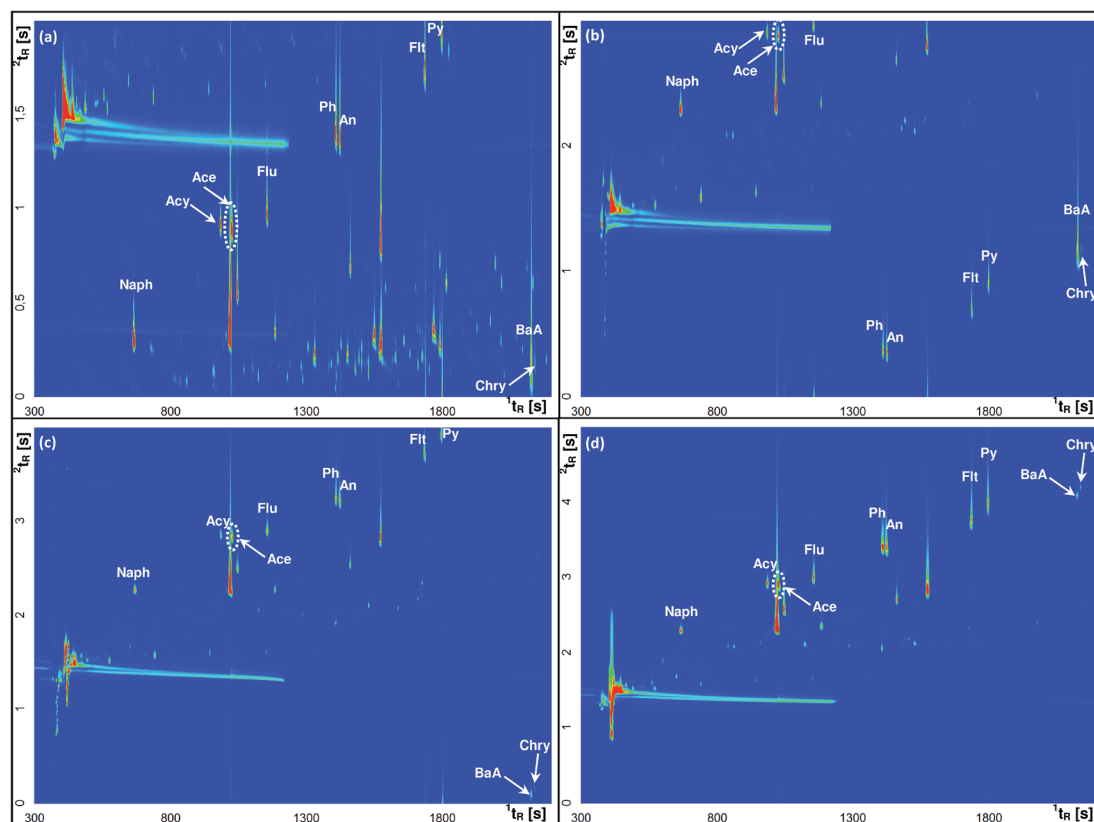 (a)
²tR [s]
2
1,5
1
0,5
0
Py
Flt
Ph
An
Flu
Ace
Acy
Naph
BaA
Chry
300
800
1300
1800
¹tR [s]
(b)
²tR [s]
2
1
0
Acy
Ace
Flu
Naph
BaA
Chry
Py
Flt
Ph
An
300
800
1300
1800
¹tR [s]
(c)
²tR [s]
3
2
1
0
Flt
Py
Ph
An
Flu
Acy
Ace
Naph
Chry
BaA
300
800
1300
1800
¹tR [s]
(d)
²tR [s]
4
3
2
1
0
Chry
BaA
Py
Flt
Ph
An
Flu
Acy
Ace
Naph
300
800
1300
1800
¹tR [s]